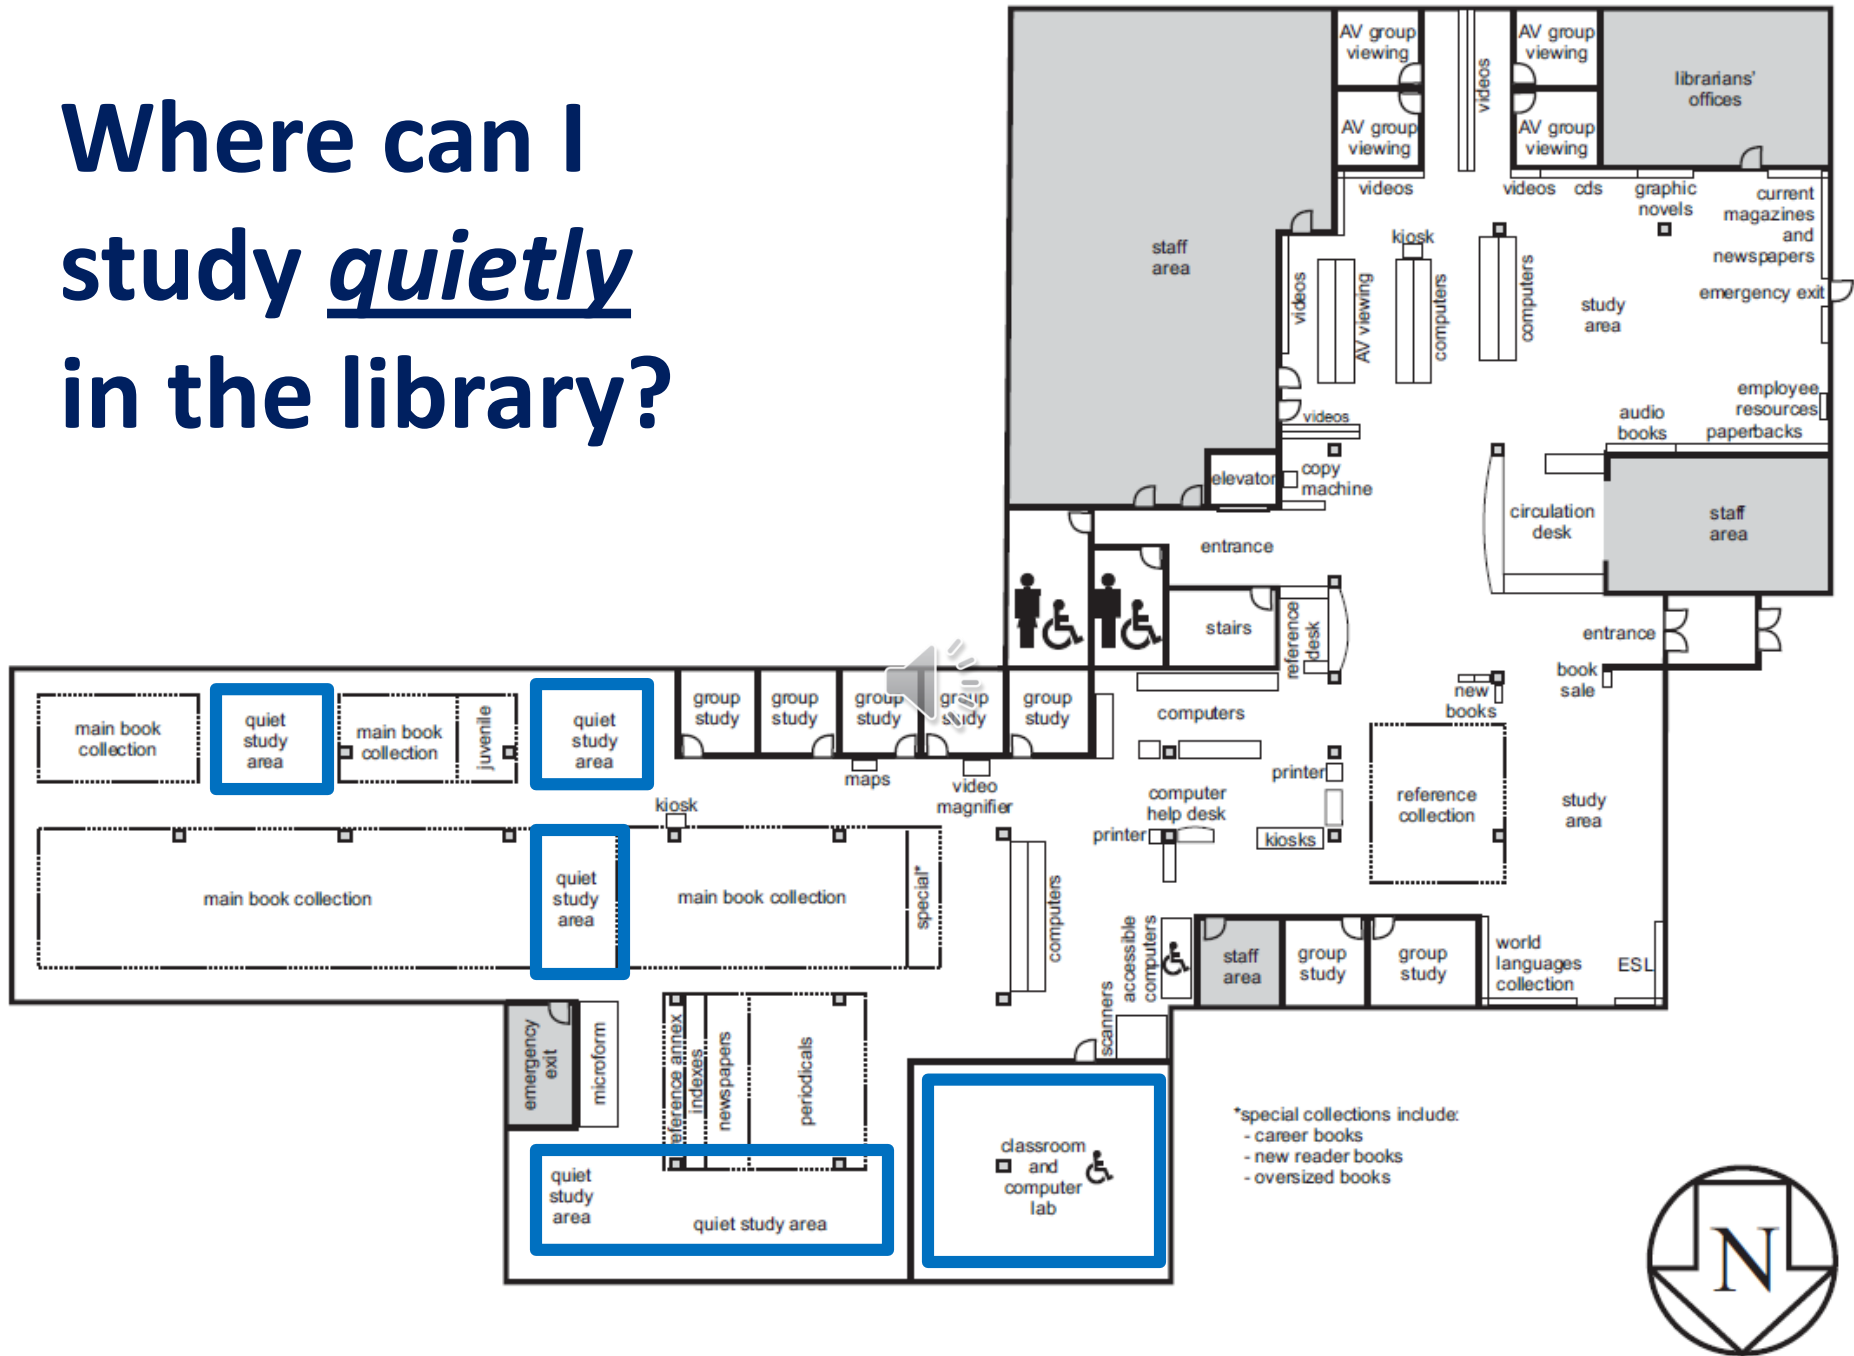 Where can I
study quietly
in the library?
AV group
viewing
AV group
viewing
AV group
viewing
AV group
viewing
videos
librarians'
offices
videos
videos
cds
graphic
novels
current
magazines
and
newspapers
staff
area
kiosk
videos
AV viewing
computers
computers
study
area
emergency exit
employee
resources
audio
books
paperbacks
videos
elevator
copy
machine
circulation
desk
staff
area
entrance
stairs
reference
desk
entrance
book
sale
new
books
main book
collection
quiet
study
area
main book
collection
juvenile
quiet
study
area
group
study
group
study
group
study
group
study
group
study
computers
maps
video
magnifier
kiosk
printer
computer
help desk
printer
kiosks
reference
collection
study
area
main book collection
quiet
study
area
main book collection
special*
computers
accessible
computers
scanners
staff
area
group
study
group
study
world
languages
collection
ESL
emergency
exit
microform
reference annex
indexes
newspapers
periodicals
quiet
study
area
quiet study area
classroom
and
computer
lab
*special collections include:
- career books
- new reader books
- oversized books
N